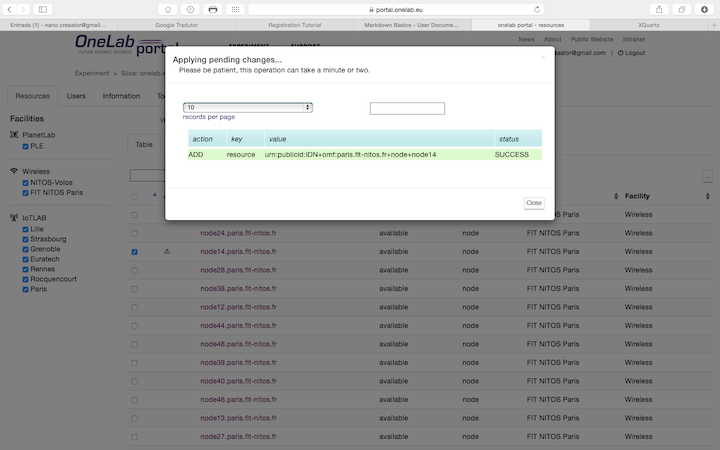 portal.onelab.eu
Entrada (1) - nano.creaator@gmail....
Google Tradutor
Registration Tutorial
Markdown Basics - User Docume...
onelab portal - resources
XQuartz
News About Public Website Intranet
OneLab
Logout
Experiment > Slice: onelab.
Resources Users Information
Applying pending changes...
Please be patient, this operation can take a minute or two.
10
records per page
action key value status
ADD resource urn:publicid:IDN+omf:paris.fit-nitos.fr+node+node14 SUCCESS
Close
Facilities
PlanetLab
PLE
Wireless
NITOS-Volos
FIT NITOS Paris
IoTLAB
Lille
Strasbourg
Grenoble
Euratech
Rennes
Rocquencourt
Paris
Table
Facility
FIT NITOS Paris Wireless
node24.paris.fit-nitos.fr available node FIT NITOS Paris Wireless
node14.paris.fit-nitos.fr available node FIT NITOS Paris Wireless
node28.paris.fit-nitos.fr available node FIT NITOS Paris Wireless
node38.paris.fit-nitos.fr available node FIT NITOS Paris Wireless
node12.paris.fit-nitos.fr available node FIT NITOS Paris Wireless
node44.paris.fit-nitos.fr available node FIT NITOS Paris Wireless
node48.paris.fit-nitos.fr available node FIT NITOS Paris Wireless
node39.paris.fit-nitos.fr available node FIT NITOS Paris Wireless
node40.paris.fit-nitos.fr available node FIT NITOS Paris Wireless
node46.paris.fit-nitos.fr available node FIT NITOS Paris Wireless
node13.paris.fit-nitos.fr available node FIT NITOS Paris Wireless
node27.paris.fit-nitos.fr available node FIT NITOS Paris Wireless